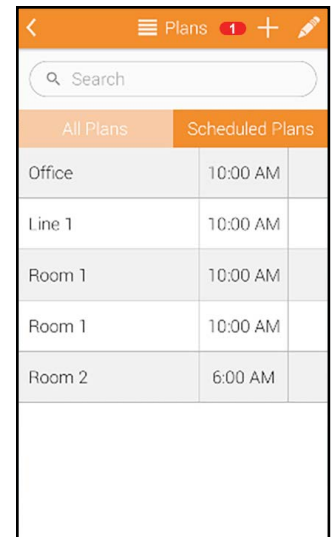 Plans 1
Search
All Plans Scheduled Plans
Office 10:00 AM
Line 1 10:00 AM
Room 1 10:00 AM
Room 1 10:00 AM
Room 2 6:00 AM